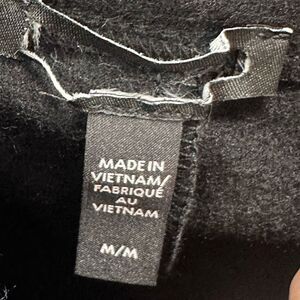 MADE IN
VIETNAM/
FABRIQUÉ
AU
VIETNAM
M/M